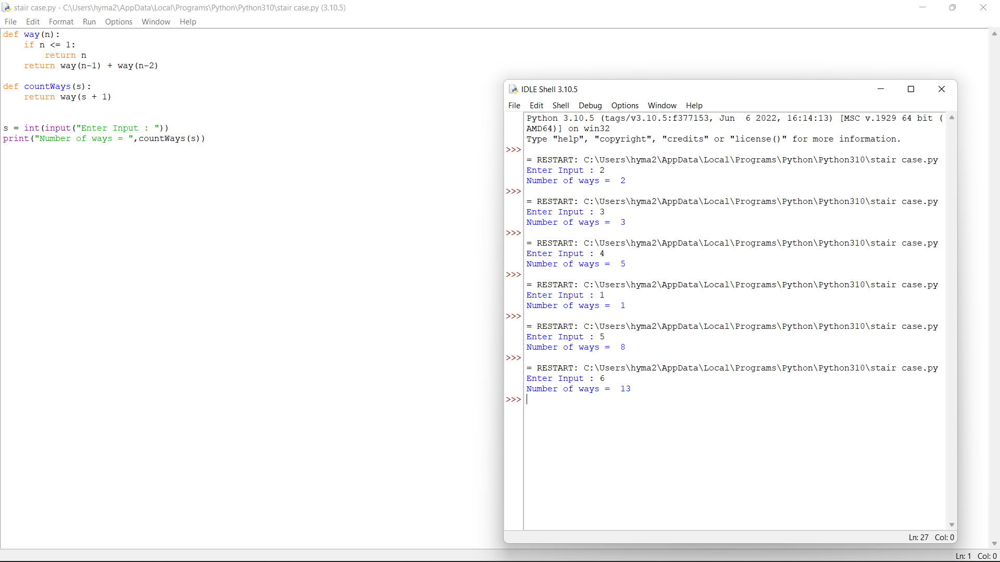 stair case.py - C:\Users\hyma2\AppData\Local\Programs\Python\Python310\stair case.py (3.10.5)
File Edit Format Run Options Window Help
def way(n):
    if n <= 1:
        return n
    return way(n-1) + way(n-2)
def countWays(s):
    return way(s + 1)
s = int(input("Enter Input : "))
print("Number of ways = ",countWays(s))
IDLE Shell 3.10.5
File Edit Shell Debug Options Window Help
Python 3.10.5 (tags/v3.10.5:f377153, Jun  6 2022, 16:14:13) [MSC v.1929 64 bit (
AMD64)] on win32
Type "help", "copyright", "credits" or "license()" for more information.
>>>
= RESTART: C:\Users\hyma2\AppData\Local\Programs\Python\Python310\stair case.py
Enter Input : 2
Number of ways =  2
>>>
= RESTART: C:\Users\hyma2\AppData\Local\Programs\Python\Python310\stair case.py
Enter Input : 3
Number of ways =  3
>>>
= RESTART: C:\Users\hyma2\AppData\Local\Programs\Python\Python310\stair case.py
Enter Input : 4
Number of ways =  5
>>>
= RESTART: C:\Users\hyma2\AppData\Local\Programs\Python\Python310\stair case.py
Enter Input : 1
Number of ways =  1
>>>
= RESTART: C:\Users\hyma2\AppData\Local\Programs\Python\Python310\stair case.py
Enter Input : 5
Number of ways =  8
>>>
= RESTART: C:\Users\hyma2\AppData\Local\Programs\Python\Python310\stair case.py
Enter Input : 6
Number of ways =  13
>>>
Ln: 27 Col: 0
Ln: 1 Col: 0